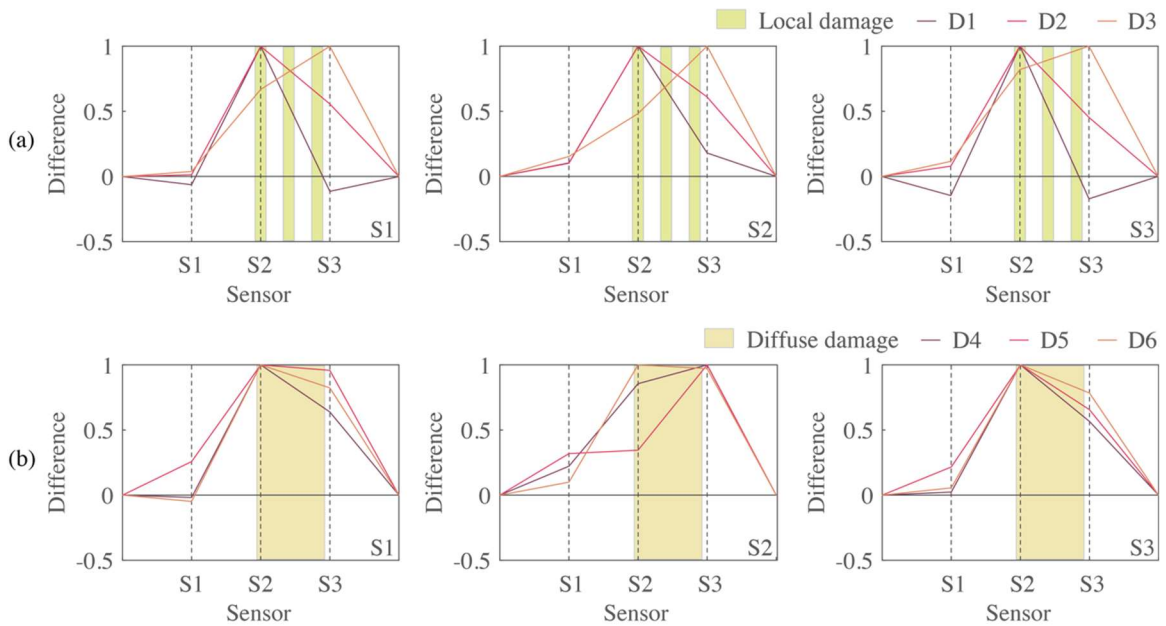 Local damage D1 D2 D3
(a)
Difference
1
0.5
0
-0.5
S1
S1 S2 S3
Sensor
Difference
1
0.5
0
-0.5
S2
S1 S2 S3
Sensor
Difference
1
0.5
0
-0.5
S3
S1 S2 S3
Sensor
Diffuse damage D4 D5 D6
(b)
Difference
1
0.5
0
-0.5
S1
S1 S2 S3
Sensor
Difference
1
0.5
0
-0.5
S2
S1 S2 S3
Sensor
Difference
1
0.5
0
-0.5
S3
S1 S2 S3
Sensor